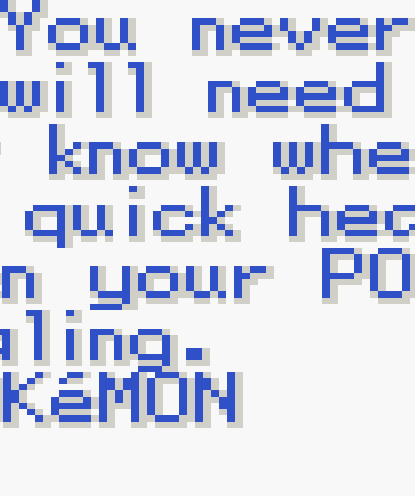 You never
will need
know whe
quick hea
n your PO
aling.
KéMON